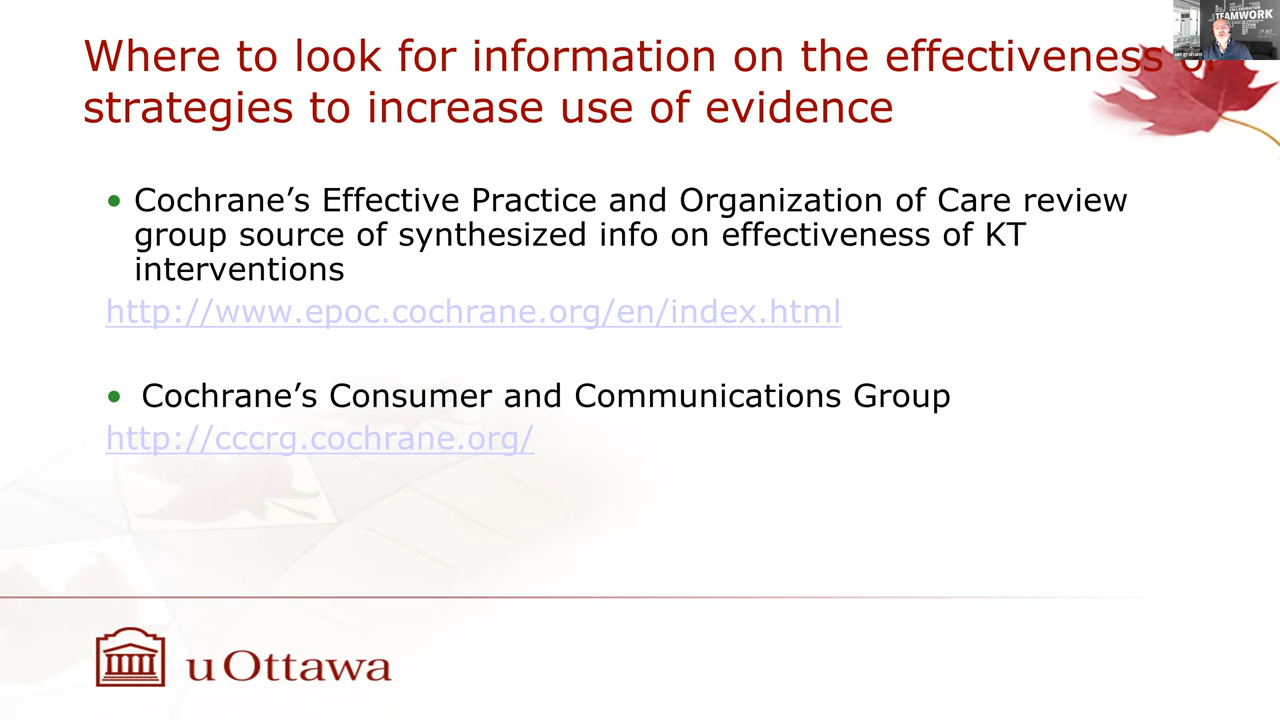 Where to look for information on the effectiveness of
strategies to increase use of evidence
TEAMWORK
• Cochrane’s Effective Practice and Organization of Care review
group source of synthesized info on effectiveness of KT
interventions
http://www.epoc.cochrane.org/en/index.html
• Cochrane’s Consumer and Communications Group
http://cccrg.cochrane.org/
uOttawa